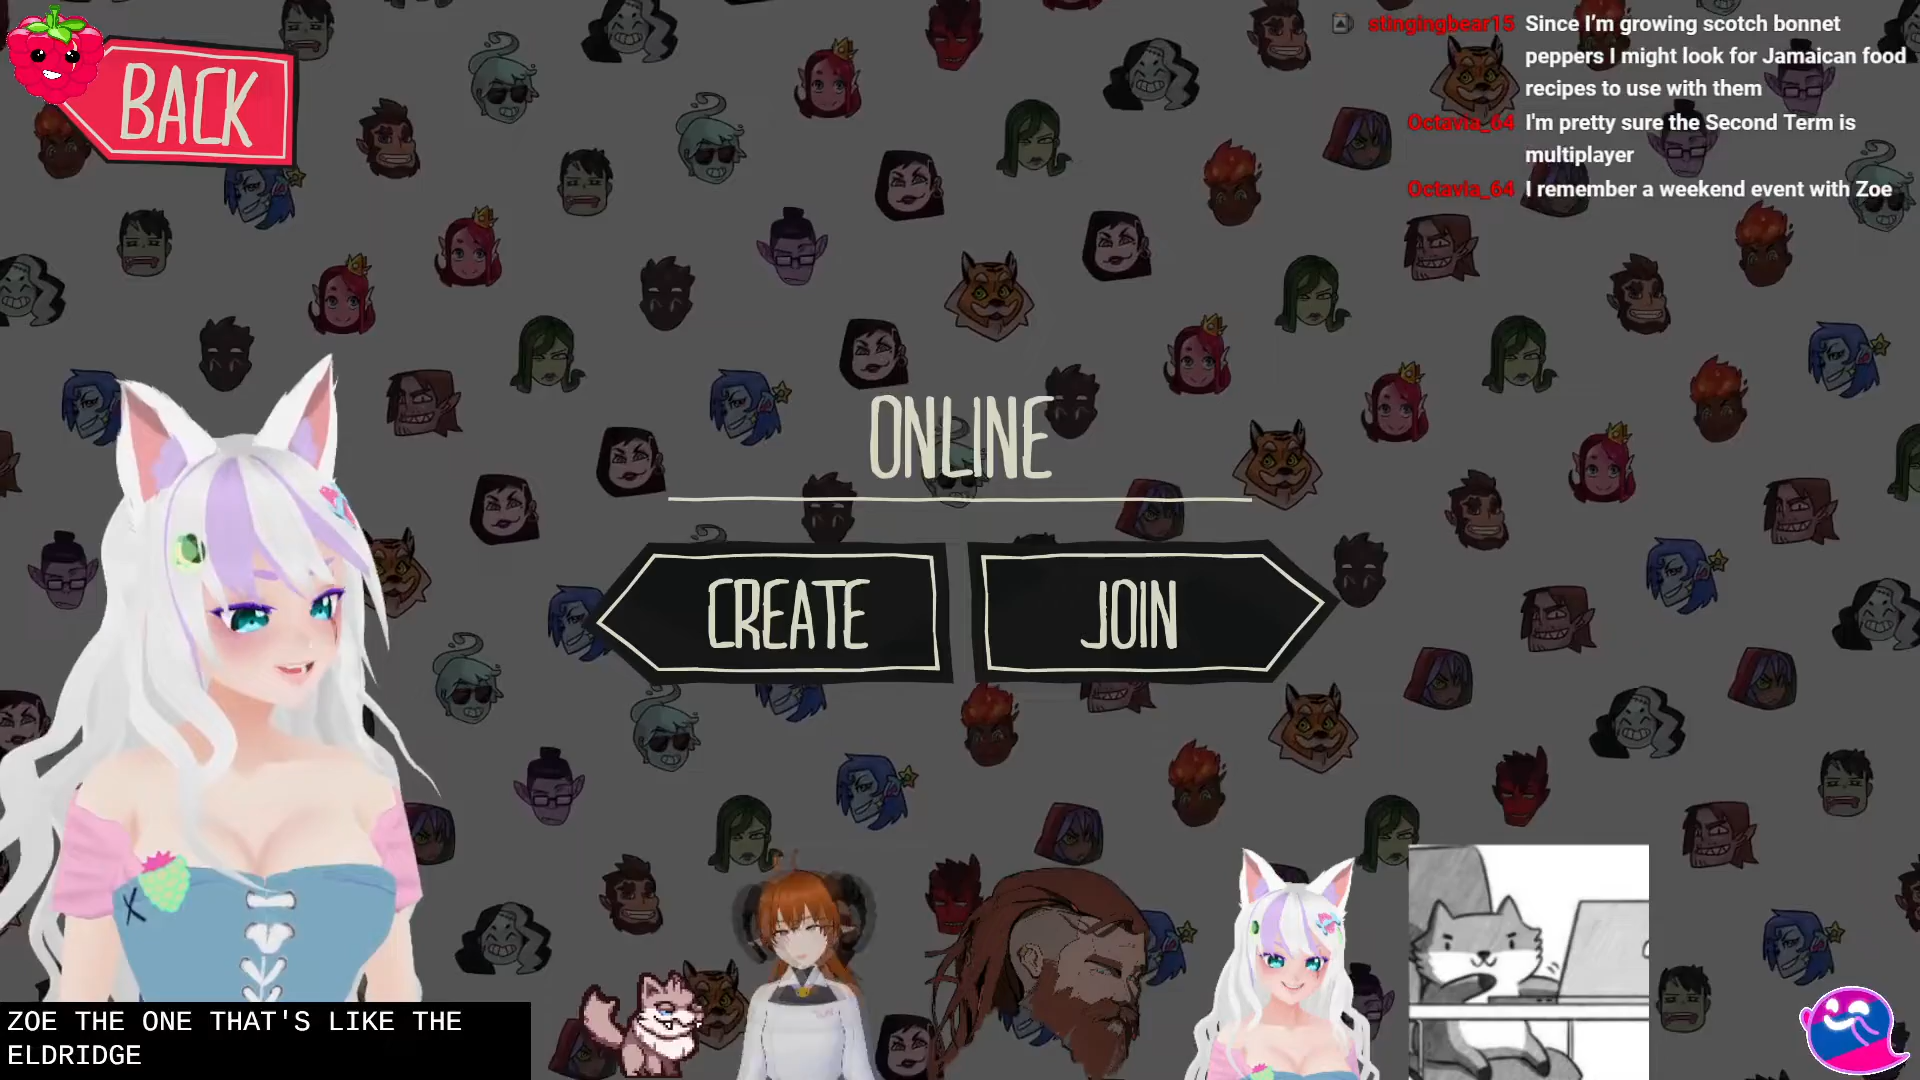 BACK
stingingbear15 Since I'm growing scotch bonnet
peppers I might look for Jamaican food
recipes to use with them
Octavia_64 I'm pretty sure the Second Term is
multiplayer
Octavia_64 I remember a weekend event with Zoe
ONLINE
CREATE
JOIN
ZOE THE ONE THAT'S LIKE THE
ELDRIDGE